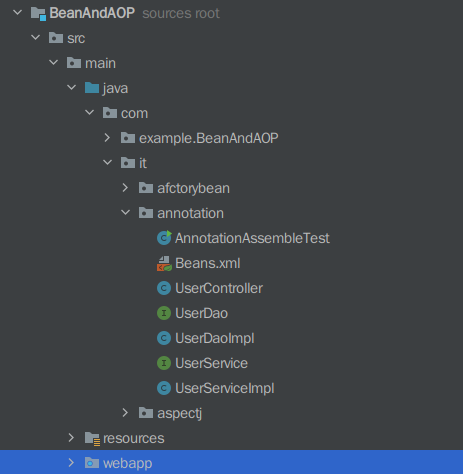 BeanAndAOP sources root
src
main
java
com
example.BeanAndAOP
it
afctorybean
annotation
AnnotationAssembleTest
Beans.xml
UserController
UserDao
UserDaoImpl
UserService
UserServiceImpl
aspectj
resources
webapp